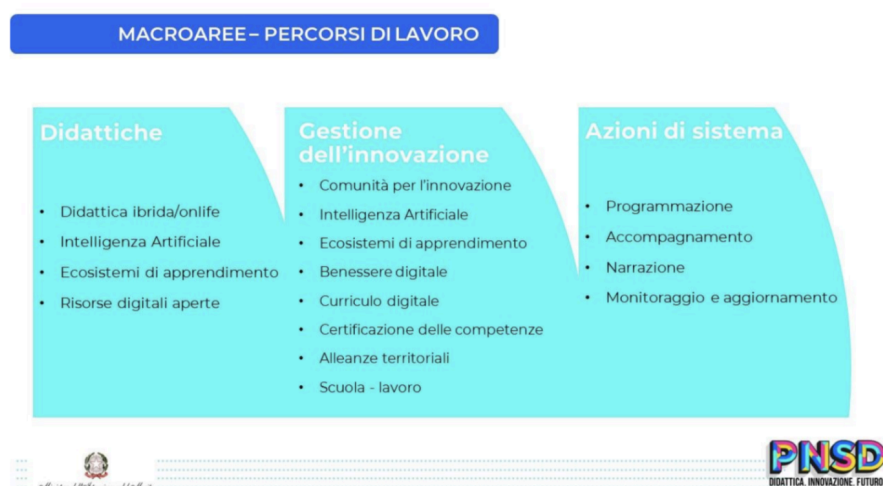 MACROAREE – PERCORSI DI LAVORO
Didattiche
• Didattica ibrida/onlife
• Intelligenza Artificiale
• Ecosistemi di apprendimento
• Risorse digitali aperte
Gestione
dell'innovazione
• Comunità per l'innovazione
• Intelligenza Artificiale
• Ecosistemi di apprendimento
• Benessere digitale
• Curriculo digitale
• Certificazione delle competenze
• Alleanze territoriali
• Scuola - lavoro
Azioni di sistema
• Programmazione
• Accompagnamento
• Narrazione
• Monitoraggio e aggiornamento
PNSD
DIDATTICA. INNOVAZIONE. FUTURO